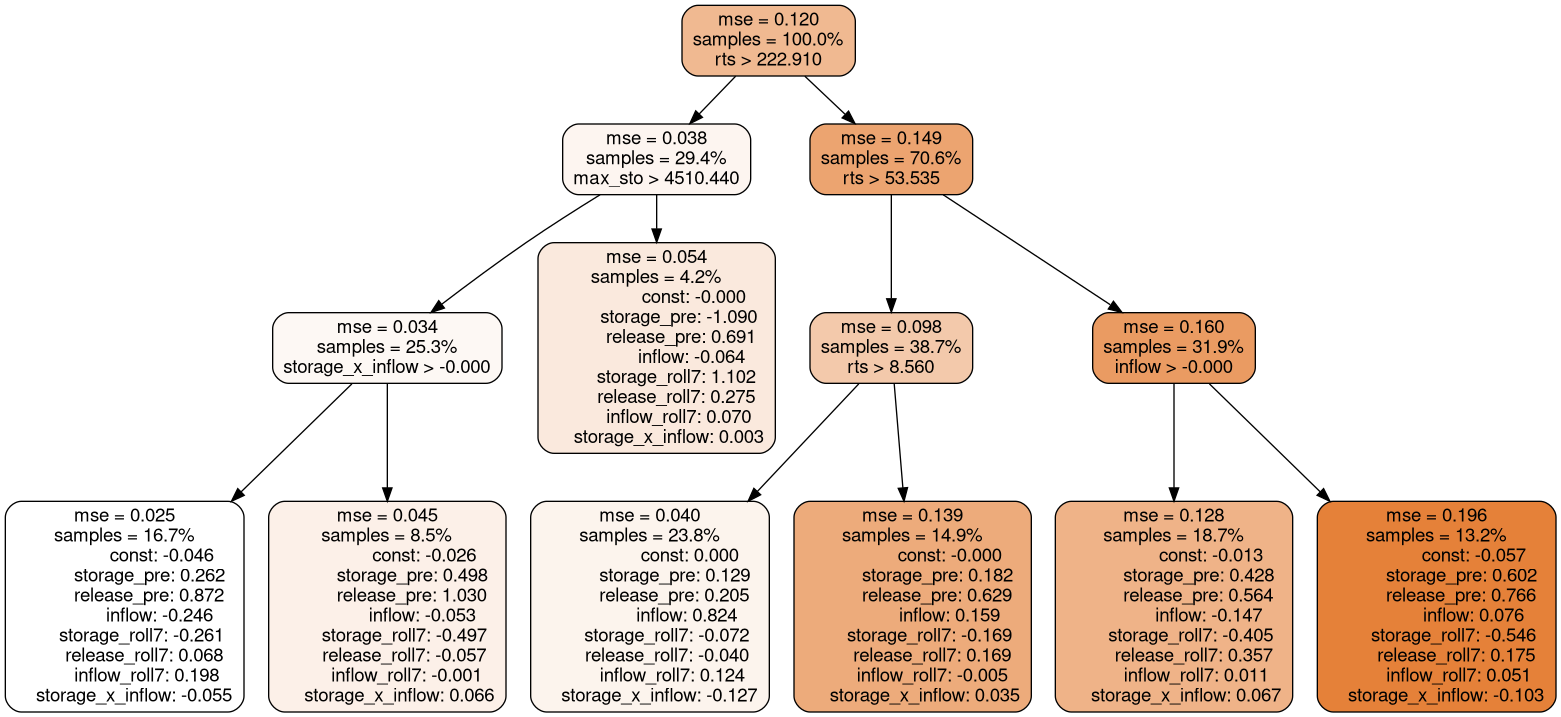 mse = 0.120
samples = 100.0%
rts > 222.910
mse = 0.038
samples = 29.4%
max_sto > 4510.440
mse = 0.149
samples = 70.6%
rts > 53.535
mse = 0.054
samples = 4.2%
const: -0.000
storage_pre: -1.090
release_pre: 0.691
inflow: -0.064
storage_roll7: 1.102
release_roll7: 0.275
inflow_roll7: 0.070
storage_x_inflow: 0.003
mse = 0.034
samples = 25.3%
storage_x_inflow > -0.000
mse = 0.098
samples = 38.7%
rts > 8.560
mse = 0.160
samples = 31.9%
inflow > -0.000
mse = 0.025
samples = 16.7%
const: -0.046
storage_pre: 0.262
release_pre: 0.872
inflow: -0.246
storage_roll7: -0.261
release_roll7: 0.068
inflow_roll7: 0.198
storage_x_inflow: -0.055
mse = 0.045
samples = 8.5%
const: -0.026
storage_pre: 0.498
release_pre: 1.030
inflow: -0.053
storage_roll7: -0.497
release_roll7: -0.057
inflow_roll7: -0.001
storage_x_inflow: 0.066
mse = 0.040
samples = 23.8%
const: 0.000
storage_pre: 0.129
release_pre: 0.205
inflow: 0.824
storage_roll7: -0.072
release_roll7: -0.040
inflow_roll7: 0.124
storage_x_inflow: -0.127
mse = 0.139
samples = 14.9%
const: -0.000
storage_pre: 0.182
release_pre: 0.629
inflow: 0.159
storage_roll7: -0.169
release_roll7: 0.169
inflow_roll7: -0.005
storage_x_inflow: 0.035
mse = 0.128
samples = 18.7%
const: -0.013
storage_pre: 0.428
release_pre: 0.564
inflow: -0.147
storage_roll7: -0.405
release_roll7: 0.357
inflow_roll7: 0.011
storage_x_inflow: 0.067
mse = 0.196
samples = 13.2%
const: -0.057
storage_pre: 0.602
release_pre: 0.766
inflow: 0.076
storage_roll7: -0.546
release_roll7: 0.175
inflow_roll7: 0.051
storage_x_inflow: -0.103